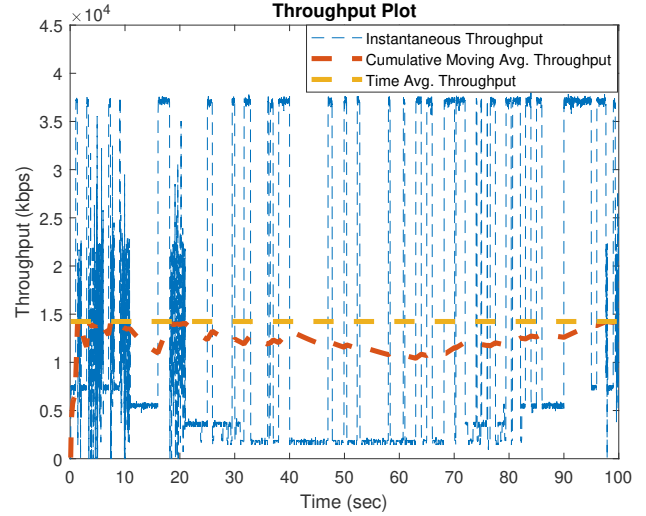 Throughput Plot
×10⁴
Instantaneous Throughput
Cumulative Moving Avg. Throughput
Time Avg. Throughput
Throughput (kbps)
4.5
4
3.5
3
2.5
2
1.5
1
0.5
0
0 10 20 30 40 50 60 70 80 90 100
Time (sec)